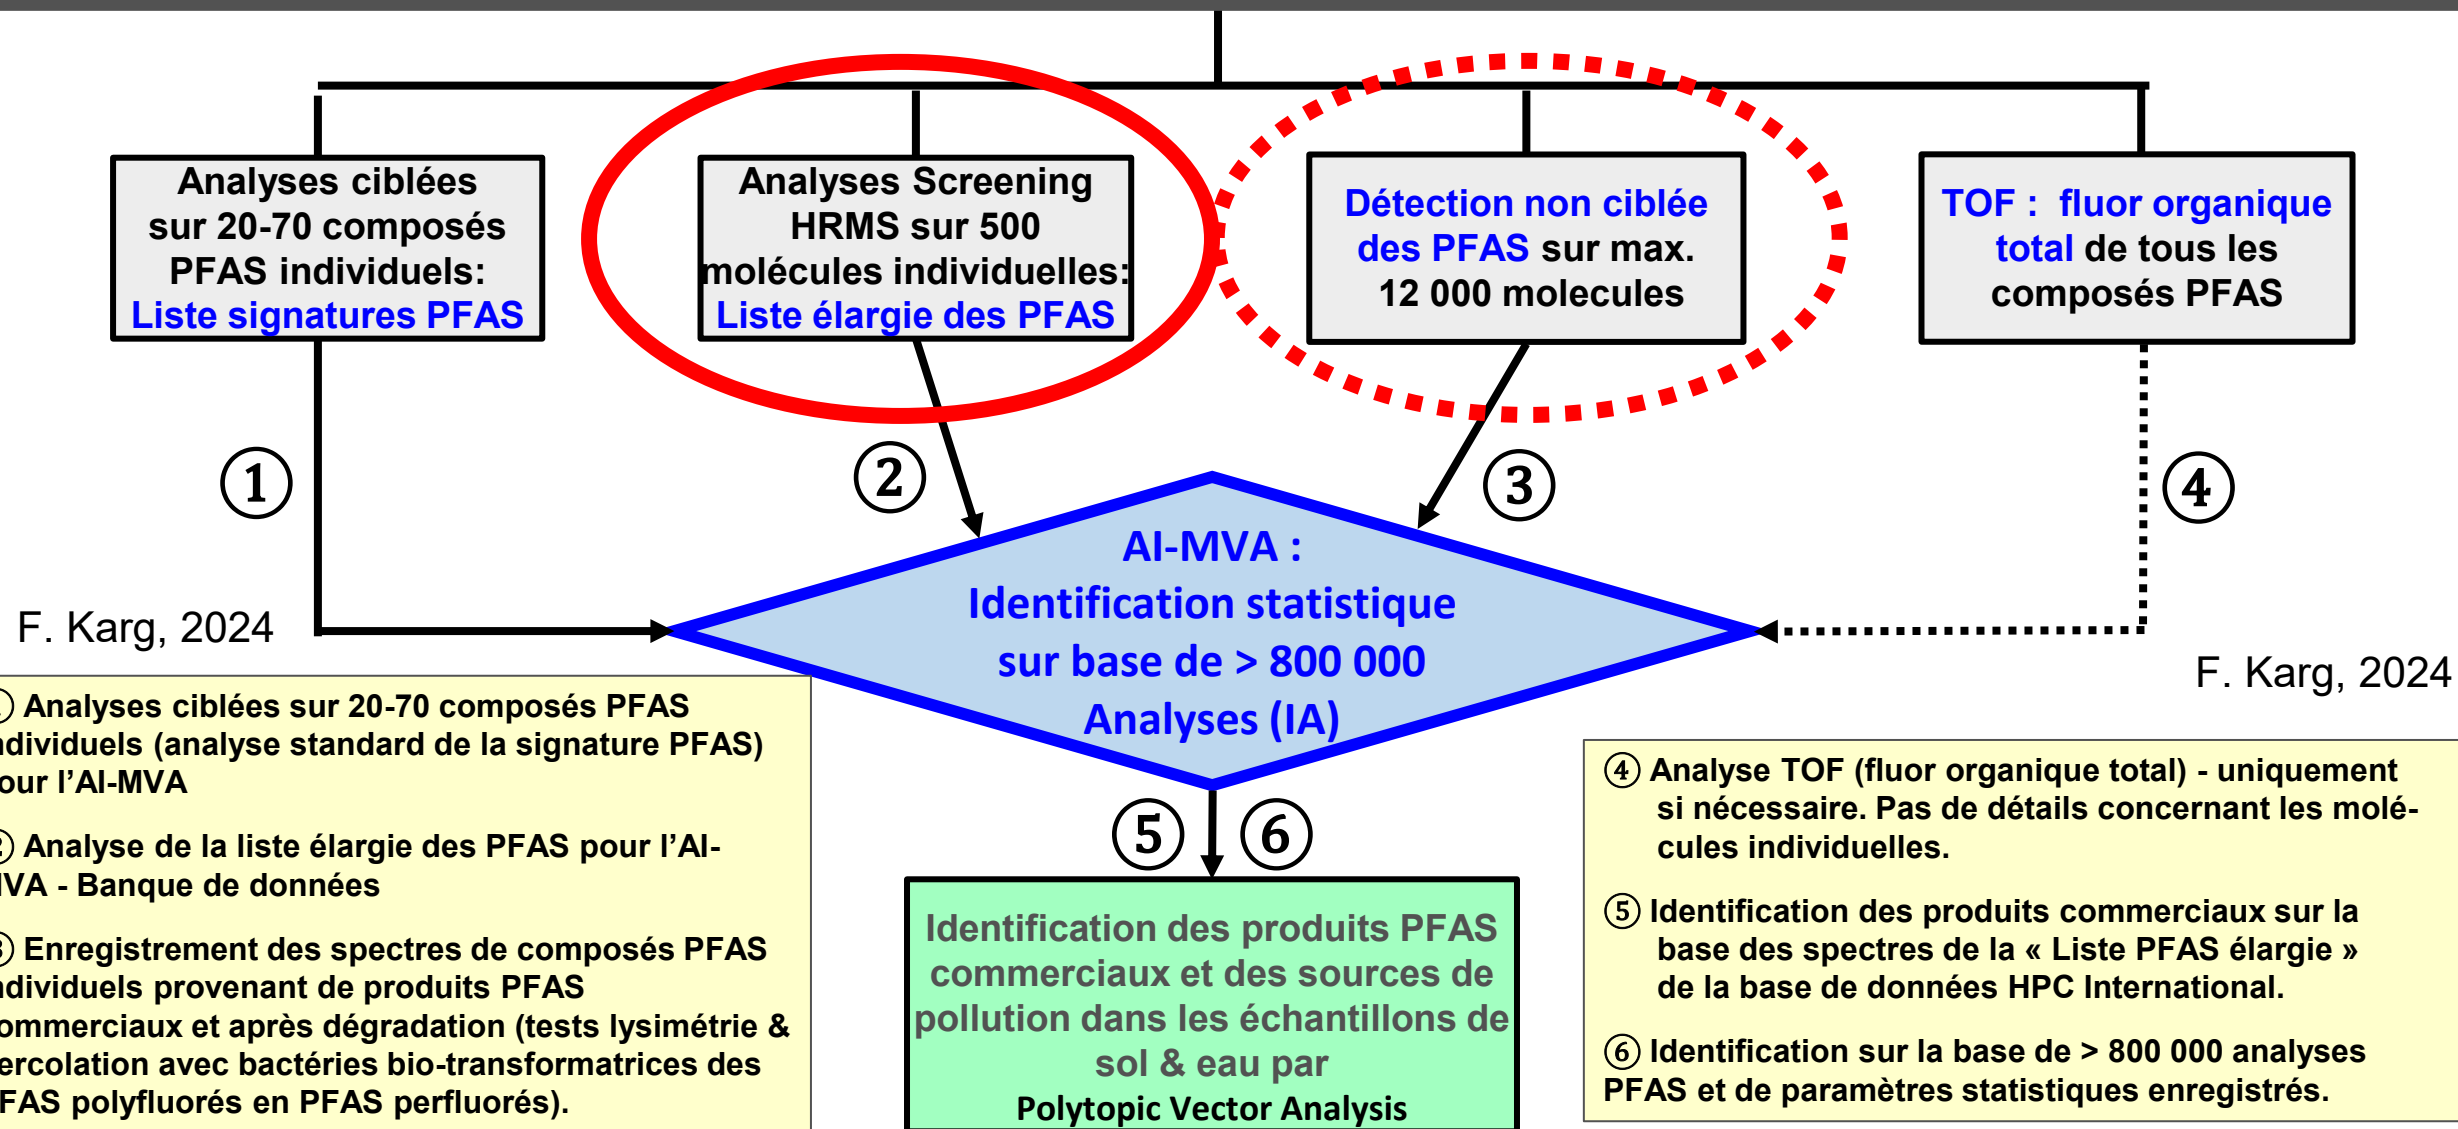 Analyses ciblées
sur 20-70 composés
PFAS individuels:
Liste signatures PFAS
Analyses Screening
HRMS sur 500
molécules individuelles:
Liste élargie des PFAS
Détection non ciblée
des PFAS sur max.
12 000 molecules
TOF : fluor organique
total de tous les
composés PFAS
①
②
③
④
AI-MVA :
Identification statistique
sur base de > 800 000
Analyses (IA)
F. Karg, 2024
F. Karg, 2024
Analyses ciblées sur 20-70 composés PFAS
ndividuels (analyse standard de la signature PFAS)
our l'AI-MVA
Analyse de la liste élargie des PFAS pour l'AI-
MVA - Banque de données
Enregistrement des spectres de composés PFAS
ndividuels provenant de produits PFAS
ommerciaux et après dégradation (tests lysimétrie &
ercolation avec bactéries bio-transformatrices des
FAS polyfluorés en PFAS perfluorés).
⑤ ⑥
Identification des produits PFAS
commerciaux et des sources de
pollution dans les échantillons de
sol & eau par
Polytopic Vector Analysis
④ Analyse TOF (fluor organique total) - uniquement
si nécessaire. Pas de détails concernant les molé-
cules individuelles.
⑤ Identification des produits commerciaux sur la
base des spectres de la « Liste PFAS élargie »
de la base de données HPC International.
⑥ Identification sur la base de > 800 000 analyses
PFAS et de paramètres statistiques enregistrés.